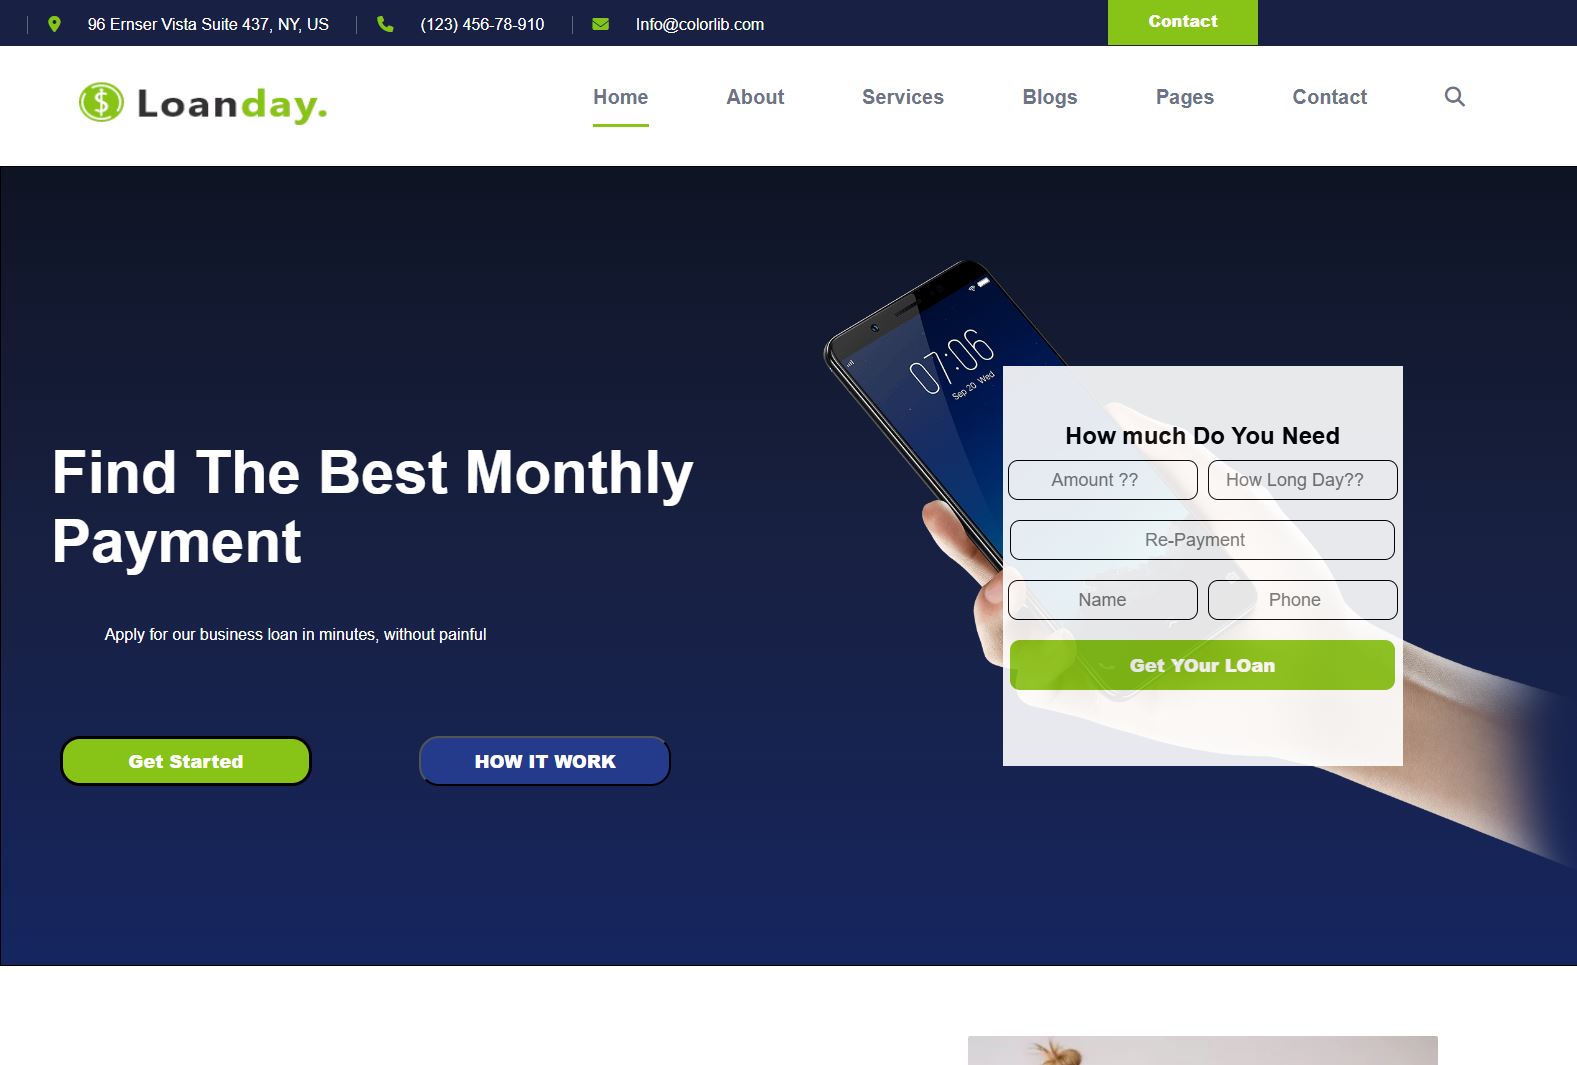 96 Ernser Vista Suite 437, NY, US
(123) 456-78-910
Info@colorlib.com
Contact
$ Loanday.
Home
About
Services
Blogs
Pages
Contact
07:06
Sep 20 Wed
Find The Best Monthly
Payment
Apply for our business loan in minutes, without painful
Get Started
HOW IT WORK
How much Do You Need
Amount ??
How Long Day??
Re-Payment
Name
Phone
Get YOur LOan